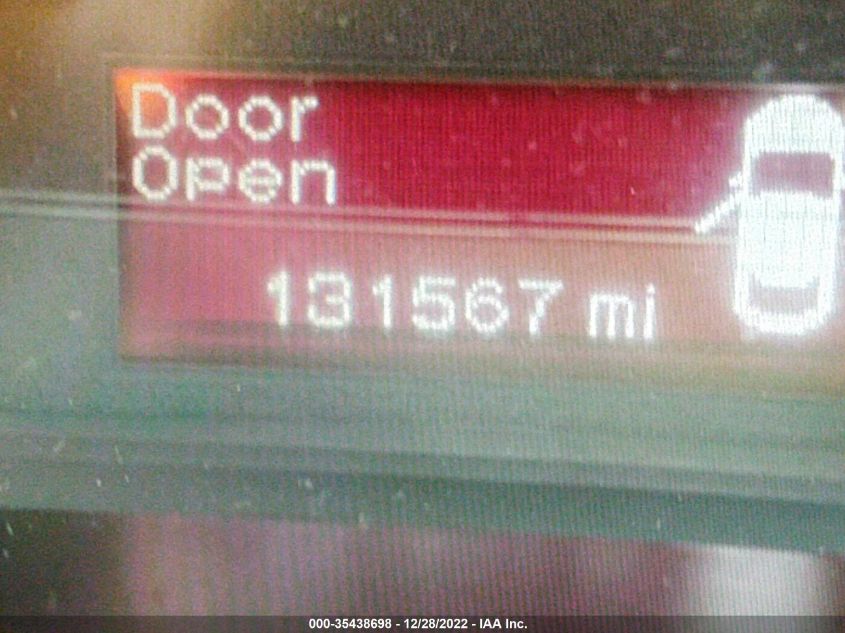 Door
Open
131567 mi
000-35438698 - 12/28/2022 - IAA Inc.